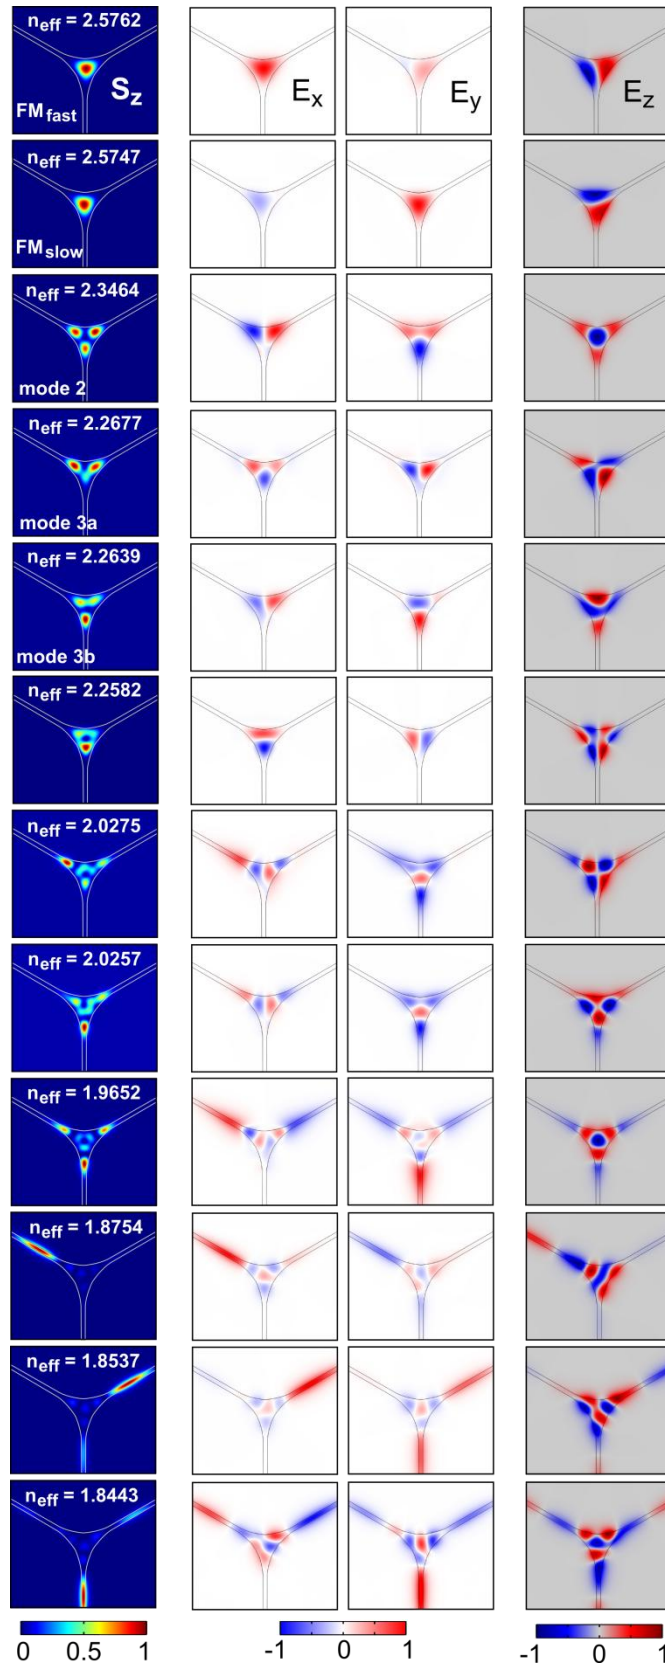 n_eff = 2.5762
S_z
E_x
E_y
E_z
FM_fast
n_eff = 2.5747
FM_slow
n_eff = 2.3464
mode 2
n_eff = 2.2677
mode 3a
n_eff = 2.2639
mode 3b
n_eff = 2.2582
n_eff = 2.0275
n_eff = 2.0257
n_eff = 1.9652
n_eff = 1.8754
n_eff = 1.8537
n_eff = 1.8443
0 0.5 1
-1 0 1
-1 0 1